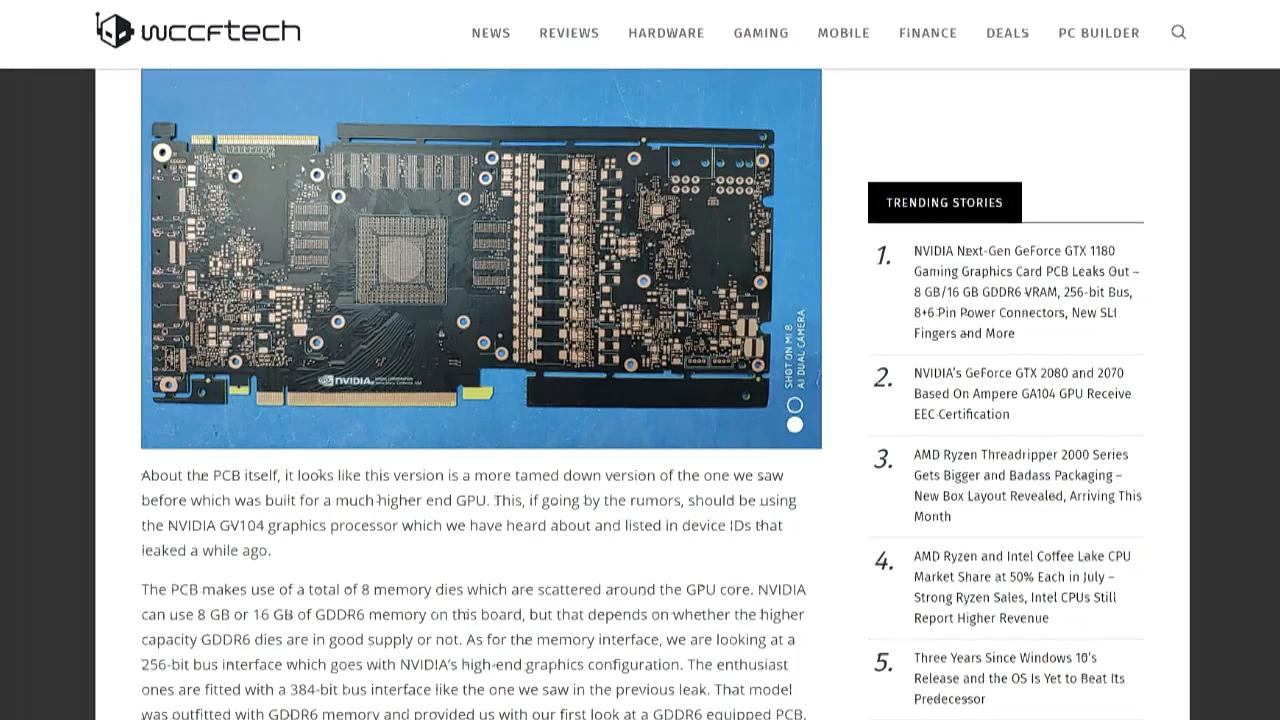 wccftech
NEWS REVIEWS HARDWARE GAMING MOBILE FINANCE DEALS PC BUILDER
NVIDIA
SHOT ON MI 8
AI DUAL CAMERA
About the PCB itself, it looks like this version is a more tamed down version of the one we saw
before which was built for a much higher end GPU. This, if going by the rumors, should be using
the NVIDIA GV104 graphics processor which we have heard about and listed in device IDs that
leaked a while ago.
The PCB makes use of a total of 8 memory dies which are scattered around the GPU core. NVIDIA
can use 8 GB or 16 GB of GDDR6 memory on this board, but that depends on whether the higher
capacity GDDR6 dies are in good supply or not. As for the memory interface, we are looking at a
256-bit bus interface which goes with NVIDIA's high-end graphics configuration. The enthusiast
ones are fitted with a 384-bit bus interface like the one we saw in the previous leak. That model
was outfitted with GDDR6 memory and provided us with our first look at a GDDR6 equipped PCB.
TRENDING STORIES
1. NVIDIA Next-Gen GeForce GTX 1180
Gaming Graphics Card PCB Leaks Out –
8 GB/16 GB GDDR6 VRAM, 256-bit Bus,
8+6 Pin Power Connectors, New SLI
Fingers and More
2. NVIDIA's GeForce GTX 2080 and 2070
Based On Ampere GA104 GPU Receive
EEC Certification
3. AMD Ryzen Threadripper 2000 Series
Gets Bigger and Badass Packaging –
New Box Layout Revealed, Arriving This
Month
4. AMD Ryzen and Intel Coffee Lake CPU
Market Share at 50% Each in July –
Strong Ryzen Sales, Intel CPUs Still
Report Higher Revenue
5. Three Years Since Windows 10's
Release and the OS Is Yet to Beat Its
Predecessor